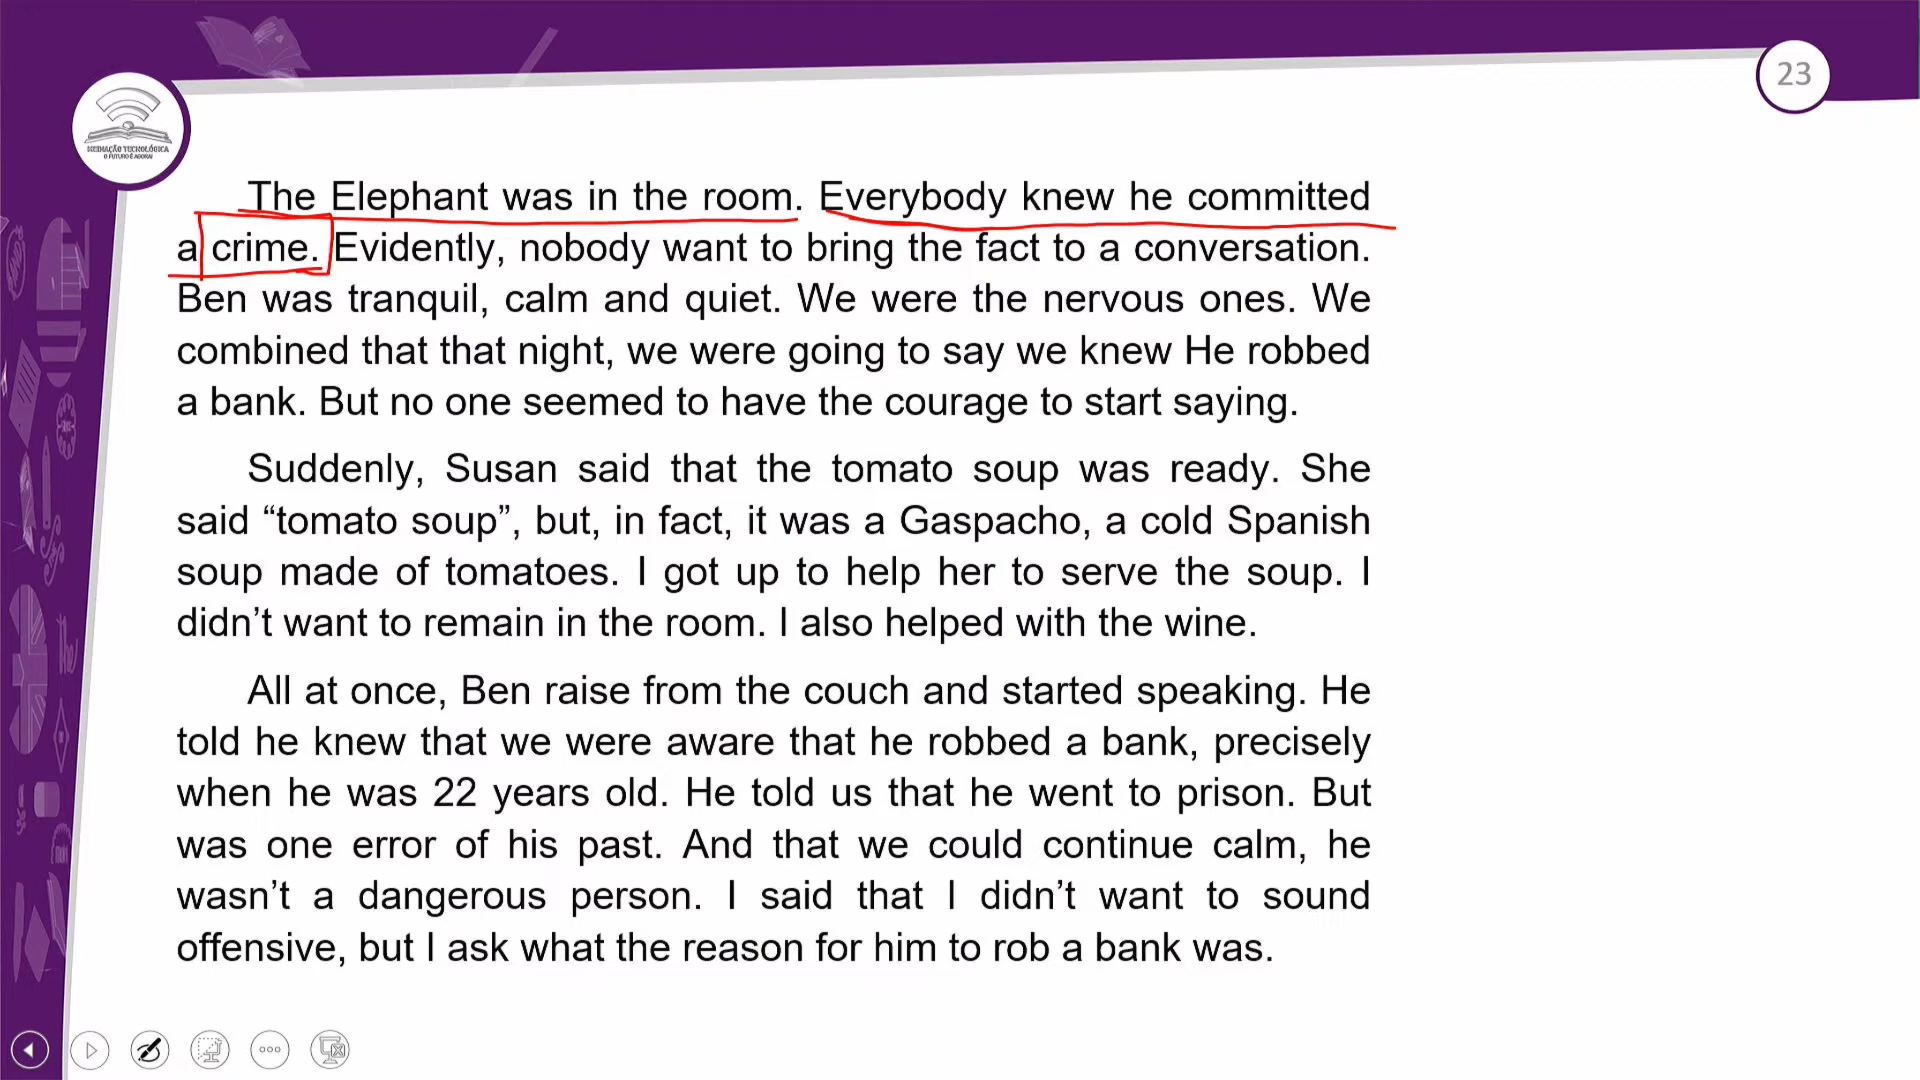 23
MEDIAÇÃO TECNOLÓGICA
O FUTURO É AGORA!
The Elephant was in the room. Everybody knew he committed
a crime. Evidently, nobody want to bring the fact to a conversation.
Ben was tranquil, calm and quiet. We were the nervous ones. We
combined that that night, we were going to say we knew He robbed
a bank. But no one seemed to have the courage to start saying.
Suddenly, Susan said that the tomato soup was ready. She
said “tomato soup”, but, in fact, it was a Gaspacho, a cold Spanish
soup made of tomatoes. I got up to help her to serve the soup. I
didn’t want to remain in the room. I also helped with the wine.
All at once, Ben raise from the couch and started speaking. He
told he knew that we were aware that he robbed a bank, precisely
when he was 22 years old. He told us that he went to prison. But
was one error of his past. And that we could continue calm, he
wasn’t a dangerous person. I said that I didn’t want to sound
offensive, but I ask what the reason for him to rob a bank was.